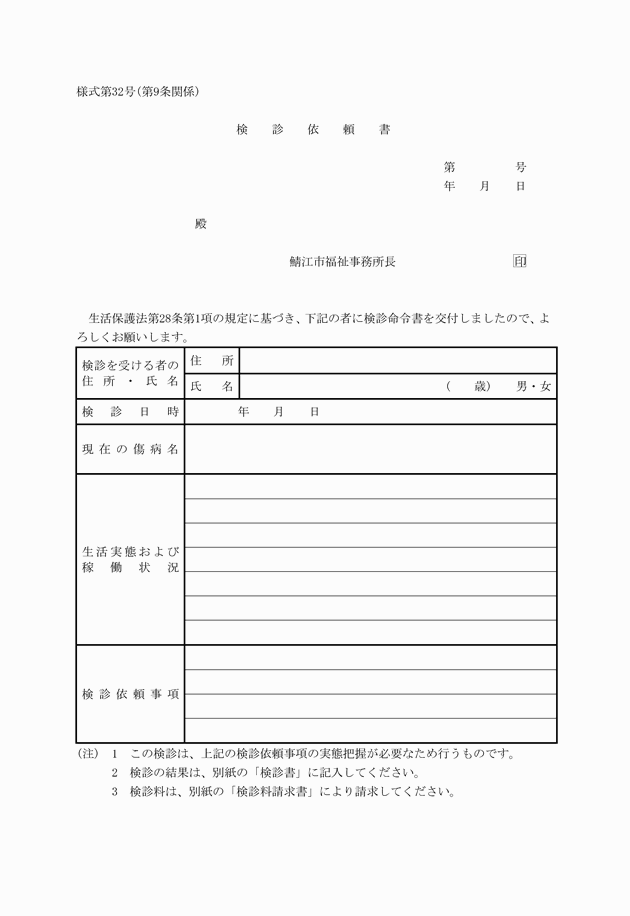 様式第32号(第9条関係)
検　診　依　頼　書
第　　　　　号
年　　月　　日
殿
鯖江市福祉事務所長　　　　　印
生活保護法第28条第1項の規定に基づき、下記の者に検診命令書を交付しましたので、よ
ろしくお願いします。
検診を受ける者の
住所・氏名
住　所
氏　名
(　　歳)　　男・女
検診日時
年　　月　　日
現在の傷病名
生活実態および
稼働状況
検診依頼事項
(注)　1　この検診は、上記の検診依頼事項の実態把握が必要なため行うものです。
2　検診の結果は、別紙の「検診書」に記入してください。
3　検診料は、別紙の「検診料請求書」により請求してください。